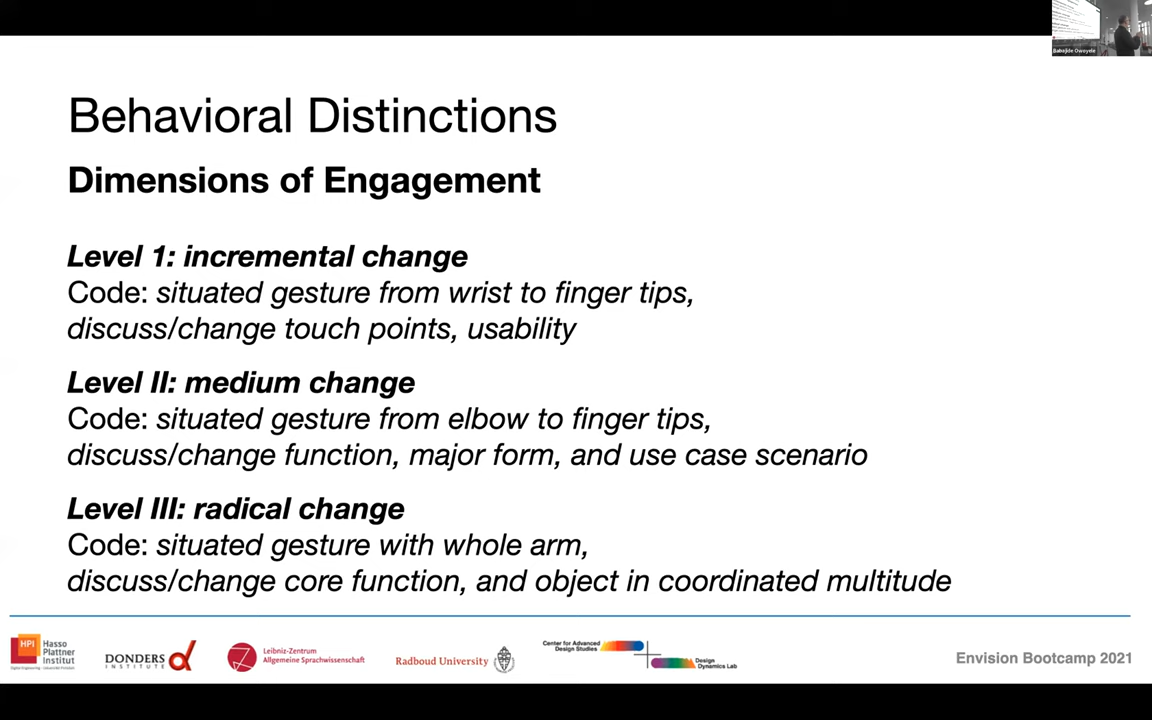 Babajide Owoyele
Behavioral Distinctions
Dimensions of Engagement
Level 1: incremental change
Code: situated gesture from wrist to finger tips,
discuss/change touch points, usability
Level II: medium change
Code: situated gesture from elbow to finger tips,
discuss/change function, major form, and use case scenario
Level III: radical change
Code: situated gesture with whole arm,
discuss/change core function, and object in coordinated multitude
HPI
Hasso
Plattner
Institut
DONDERS
INSTITUTE
Leibniz-Zentrum
Allgemeine Sprachwissenschaft
Radboud University
Center for Advanced
Design Studies
Design
Dynamics Lab
Envision Bootcamp 2021